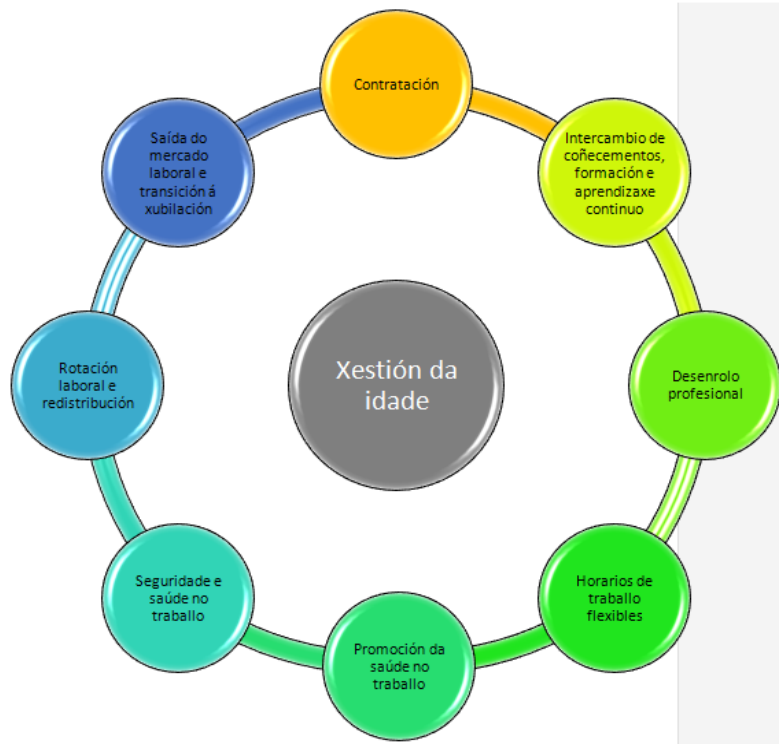 Contratación
Intercambio de
coñecementos,
formación e
aprendizaxe
continuo
Desenrolo
profesional
Horarios de
traballo
flexibles
Promoción da
saúde no
traballo
Seguridade e
saúde no
traballo
Rotación
laboral e
redistribución
Saída do
mercado
laboral e
transición á
xubilación
Xestión da
idade